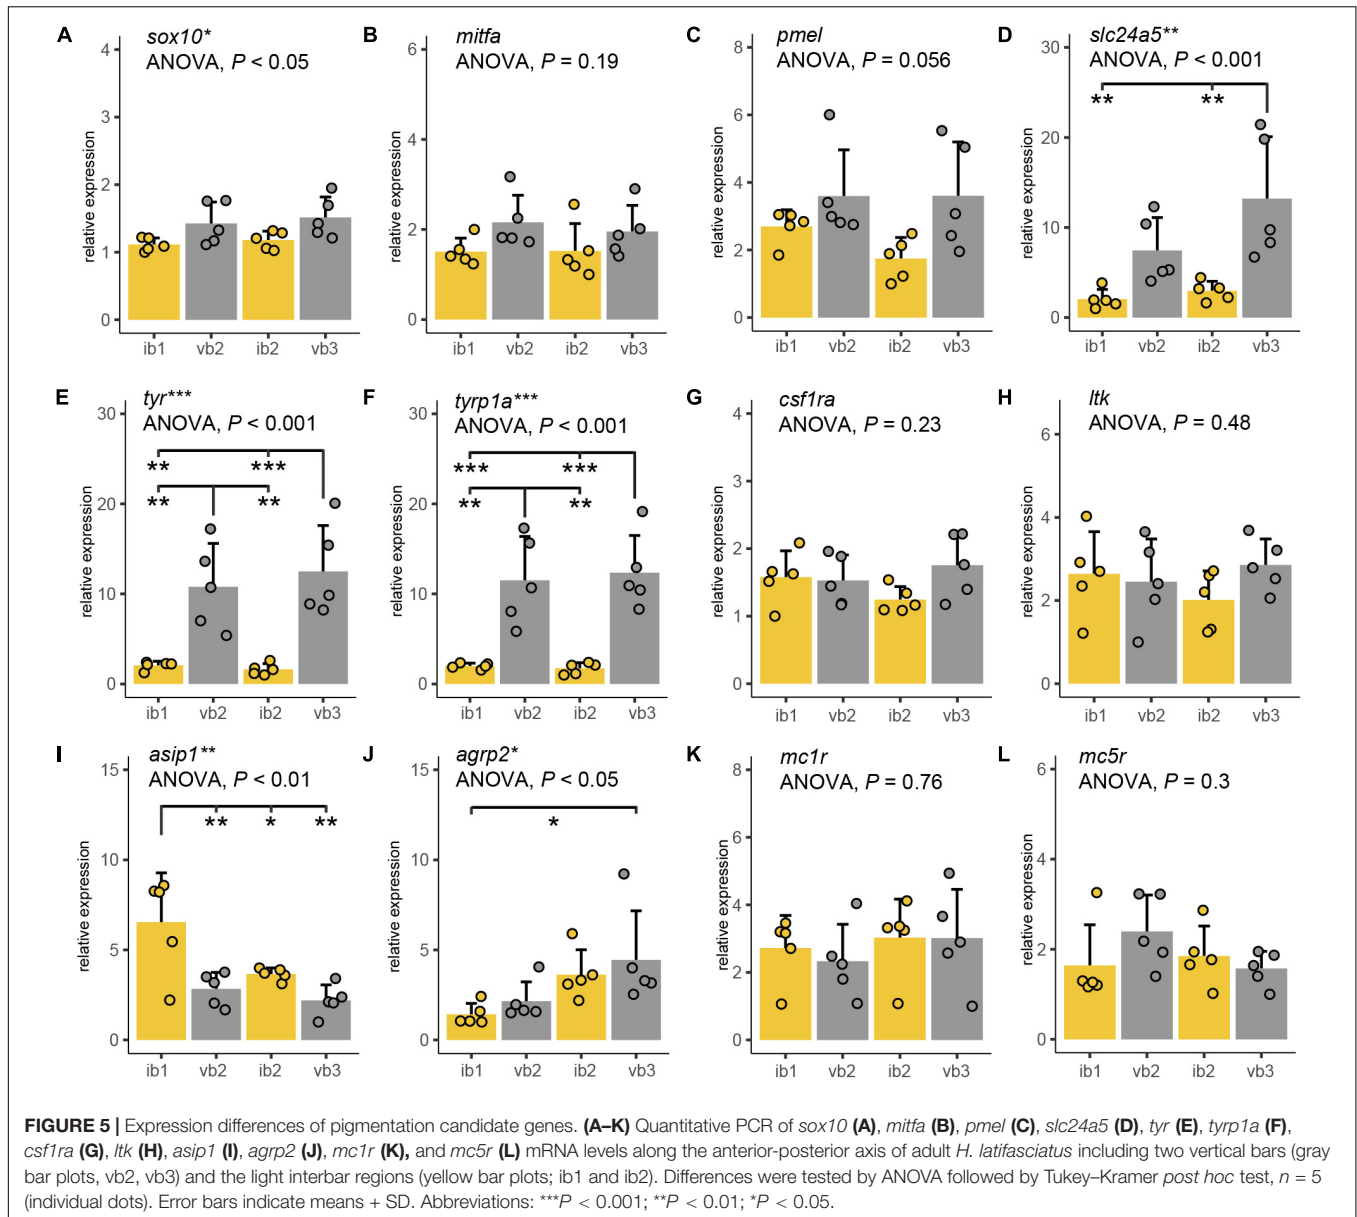 A
sox10*
ANOVA, P < 0.05
relative expression
4
3
2
1
0
ib1 vb2 ib2 vb3
B
mitfa
ANOVA, P = 0.19
relative expression
6
4
2
0
ib1 vb2 ib2 vb3
C
pmel
ANOVA, P = 0.056
relative expression
8
6
4
2
0
ib1 vb2 ib2 vb3
D
slc24a5**
ANOVA, P < 0.001
** **
relative expression
30
20
10
0
ib1 vb2 ib2 vb3
E
tyr***
ANOVA, P < 0.001
** ***
** **
relative expression
30
20
10
0
ib1 vb2 ib2 vb3
F
tyrp1a***
ANOVA, P < 0.001
*** ***
** **
relative expression
30
20
10
0
ib1 vb2 ib2 vb3
G
csf1ra
ANOVA, P = 0.23
relative expression
4
3
2
1
0
ib1 vb2 ib2 vb3
H
ltk
ANOVA, P = 0.48
relative expression
6
4
2
0
ib1 vb2 ib2 vb3
I
asip1**
ANOVA, P < 0.01
** * **
relative expression
15
10
5
0
ib1 vb2 ib2 vb3
J
agrp2*
ANOVA, P < 0.05
*
relative expression
15
10
5
0
ib1 vb2 ib2 vb3
K
mc1r
ANOVA, P = 0.76
relative expression
8
6
4
2
0
ib1 vb2 ib2 vb3
L
mc5r
ANOVA, P = 0.3
relative expression
6
4
2
0
ib1 vb2 ib2 vb3
FIGURE 5 | Expression differences of pigmentation candidate genes. (A–K) Quantitative PCR of sox10 (A), mitfa (B), pmel (C), slc24a5 (D), tyr (E), tyrp1a (F),
csf1ra (G), ltk (H), asip1 (I), agrp2 (J), mc1r (K), and mc5r (L) mRNA levels along the anterior-posterior axis of adult H. latifasciatus including two vertical bars (gray
bar plots, vb2, vb3) and the light interbar regions (yellow bar plots; ib1 and ib2). Differences were tested by ANOVA followed by Tukey–Kramer post hoc test, n = 5
(individual dots). Error bars indicate means + SD. Abbreviations: ***P < 0.001; **P < 0.01; *P < 0.05.